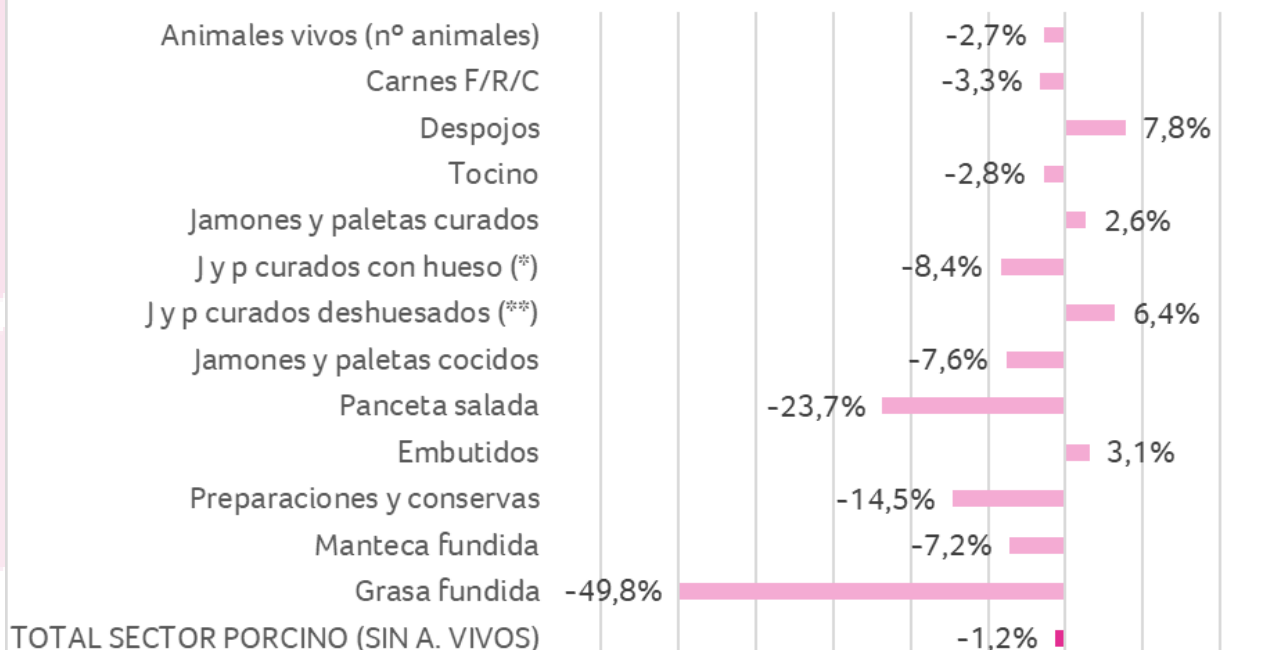 Animales vivos (nº animales) -2,7%
Carnes F/R/C -3,3%
Despojos 7,8%
Tocino -2,8%
Jamones y paletas curados 2,6%
J y p curados con hueso (*) -8,4%
J y p curados deshuesados (**) 6,4%
Jamones y paletas cocidos -7,6%
Panceta salada -23,7%
Embutidos 3,1%
Preparaciones y conservas -14,5%
Manteca fundida -7,2%
Grasa fundida -49,8%
TOTAL SECTOR PORCINO (SIN A. VIVOS) -1,2%